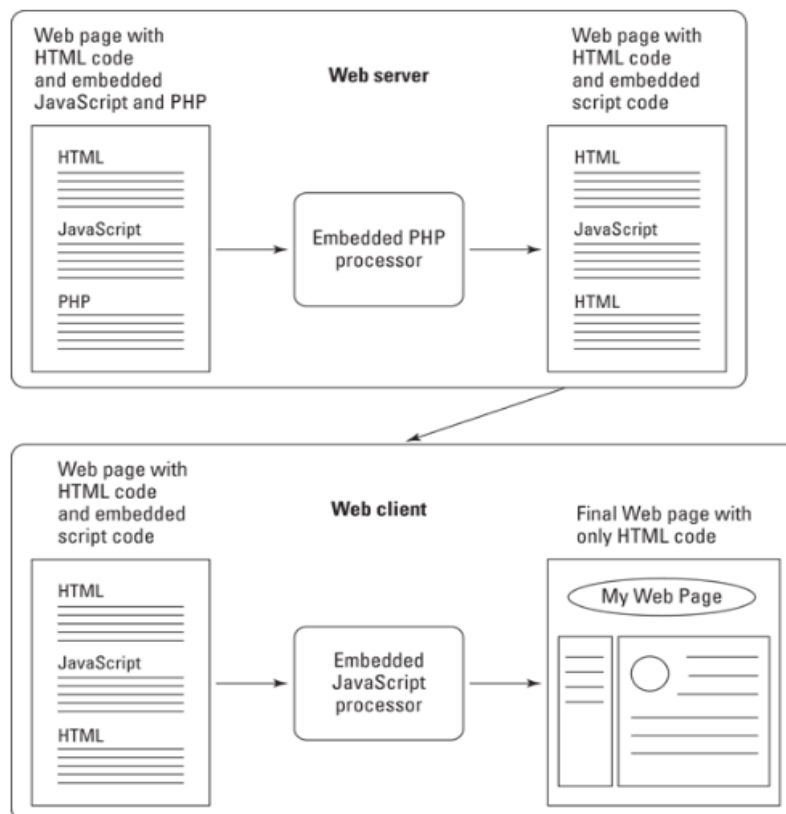 Web page with
HTML code
and embedded
JavaScript and PHP
Web server
Web page with
HTML code
and embedded
script code
HTML
JavaScript
PHP
Embedded PHP
processor
HTML
JavaScript
HTML
Web page with
HTML code
and embedded
script code
Web client
Final Web page with
only HTML code
HTML
JavaScript
HTML
Embedded
JavaScript
processor
My Web Page